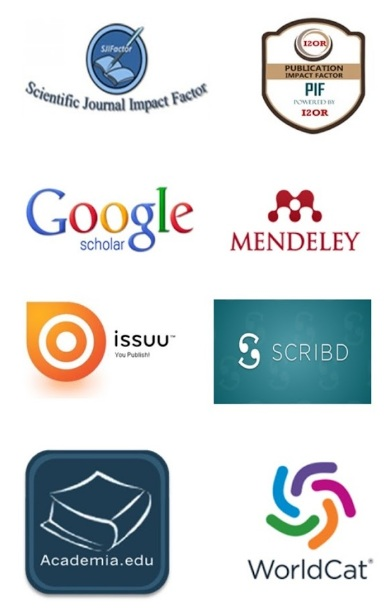 SJIFactor
Scientific Journal Impact Factor
I2OR
PUBLICATION
IMPACT FACTOR
PIF
POWERED BY
I2OR
Google
scholar
MENDELEY
issuu™
You Publish!
SCRIBD
Academia.edu
WorldCat®